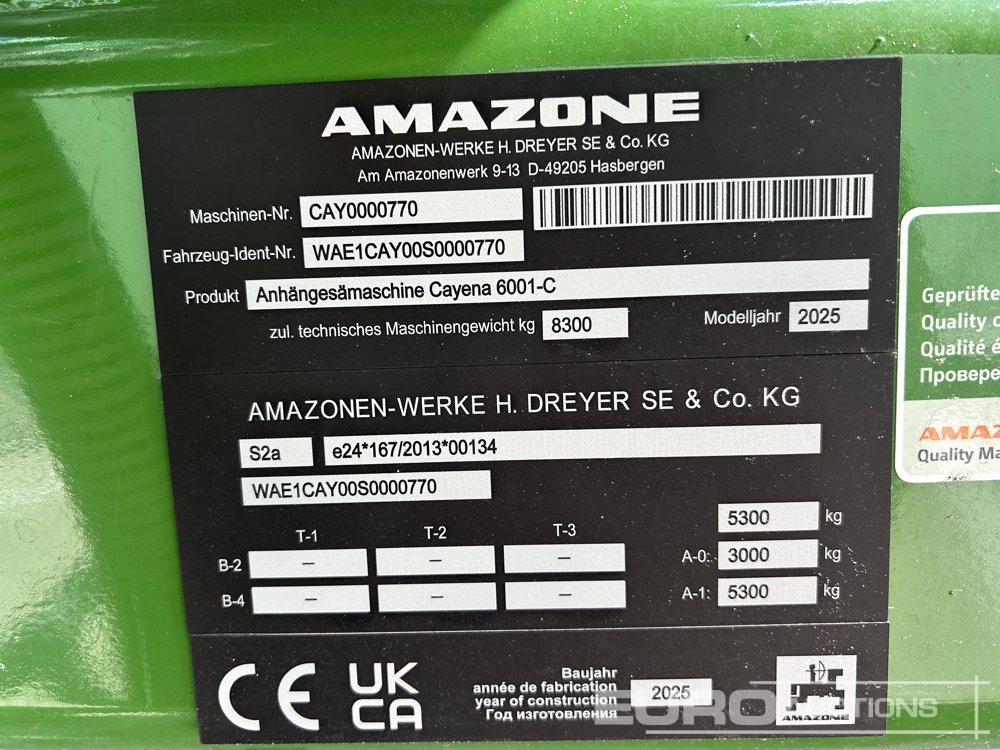 AMAZONE
AMAZONEN-WERKE H. DREYER SE & Co. KG
Am Amazonenwerk 9-13 D-49205 Hasbergen
Maschinen-Nr. CAY0000770
Fahrzeug-Ident-Nr. WAE1CAY00S0000770
Produkt Anhängesämaschine Cayena 6001-C
zul. technisches Maschinengewicht kg 8300 Modelljahr 2025
AMAZONEN-WERKE H. DREYER SE & Co. KG
S2a e24*167/2013*00134
WAE1CAY00S0000770
T-1 T-2 T-3 5300 kg
B-2 – – – A-0: 3000 kg
B-4 – – – A-1: 5300 kg
CE UK CA
Baujahr
année de fabrication
year of construction
Год изготовления
2025
AMAZONE
Geprüfte
Quality
Qualité
Провере
AMAZ
Quality Ma
EURO AUCTIONS